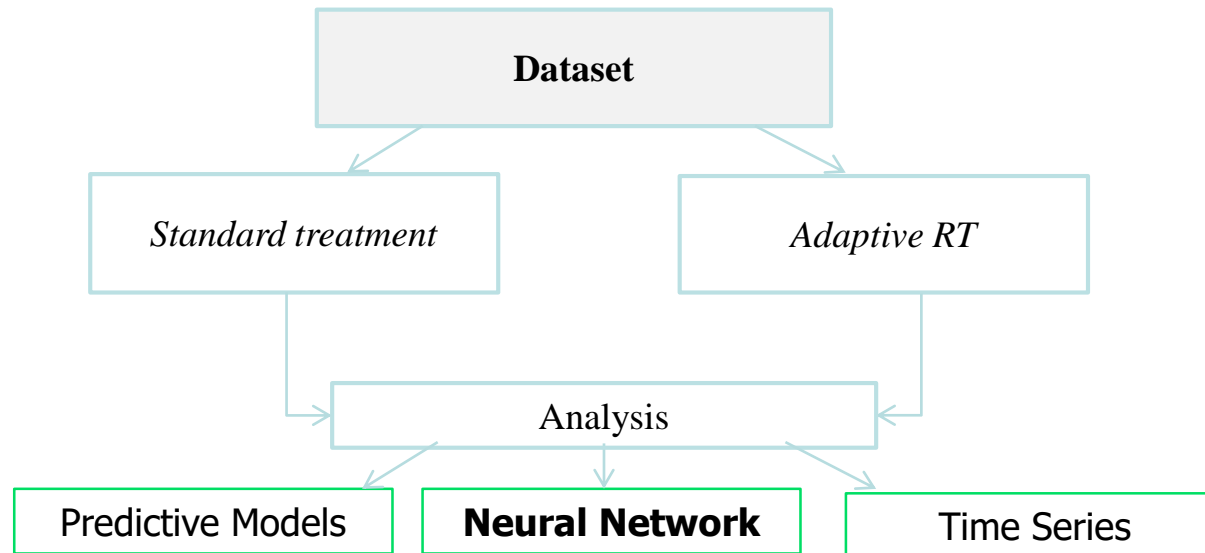 Dataset
Standard treatment
Adaptive RT
Analysis
Predictive Models
Neural Network
Time Series